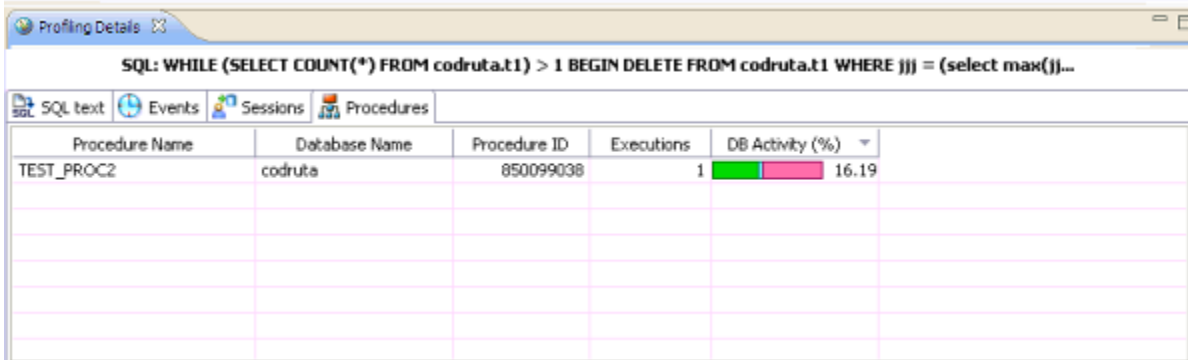 Profiling Details
SQL: WHILE (SELECT COUNT(*) FROM codruta.t1) > 1 BEGIN DELETE FROM codruta.t1 WHERE jjj = (select max(jj...
SQL text Events Sessions Procedures
Procedure Name Database Name Procedure ID Executions DB Activity (%)
TEST_PROC2 codruta 850099038 1 16.19